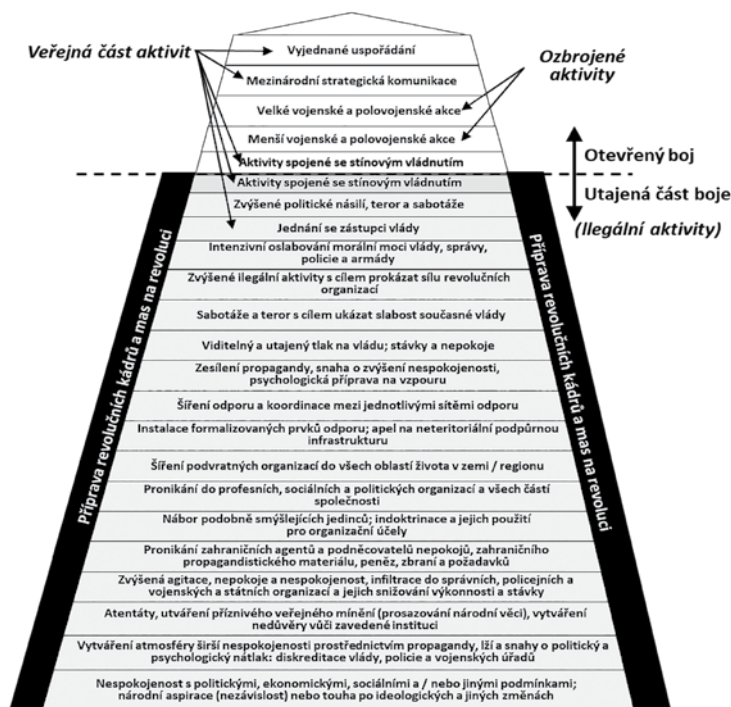 Veřejná část aktivit
Ozbrojené
aktivity
Vyjednané uspořádání
Mezinárodní strategická komunikace
Velké vojenské a polovojenské akce
Menší vojenské a polovojenské akce
Aktivity spojené se stínovým vládnutím
Otevřený boj
Aktivity spojené se stínovým vládnutím
Utajená část boje
(Ilegální aktivity)
Zvýšené politické násilí, teror a sabotáže
Jednání se zástupci vlády
Intenzivní oslabování morální moci vlády, správy,
policie a armády
Zvýšené ilegální aktivity s cílem prokázat sílu revolučních
organizací
Sabotáže a teror s cílem ukázat slabost současné vlády
Viditelný a utajený tlak na vládu; stávky a nepokoje
Zesílení propagandy, snaha o zvýšení nespokojenosti,
psychologická příprava na vzpouru
Šíření odporu a koordinace mezi jednotlivými sítěmi odporu
Instalace formalizovaných prvků odporu; apel na neteritoriální podpůrnou
infrastrukturu
Šíření podvratných organizací do všech oblastí života v zemi / regionu
Pronikání do profesních, sociálních a politických organizací a všech částí
společnosti
Nábor podobně smýšlejících jedinců; indoktrinace a jejich použití
pro organizační účely
Pronikání zahraničních agentů a podněcovatelů nepokojů, zahraničního
propagandistického materiálu, peněz, zbraní a požadavků
Zvýšená agitace, nepokoje a nespokojenost, infiltrace do správních, policejních a
vojenských a státních organizací a jejich snižování výkonnosti a stávky
Atentáty, utváření příznivého veřejného mínění (prosazování národní věci), vytváření
nedůvěry vůči zavedené instituci
Vytváření atmosféry širší nespokojenosti prostřednictvím propagandy, lží a snahy o politický a
psychologický nátlak: diskreditace vlády, policie a vojenských úřadů
Nespokojenost s politickými, ekonomickými, sociálními a / nebo jinými podmínkami;
národní aspirace (nezávislost) nebo touha po ideologických a jiných změnách
Příprava revolučních kádrů a mas na revoluci
Příprava revolučních kádrů a mas na revoluci